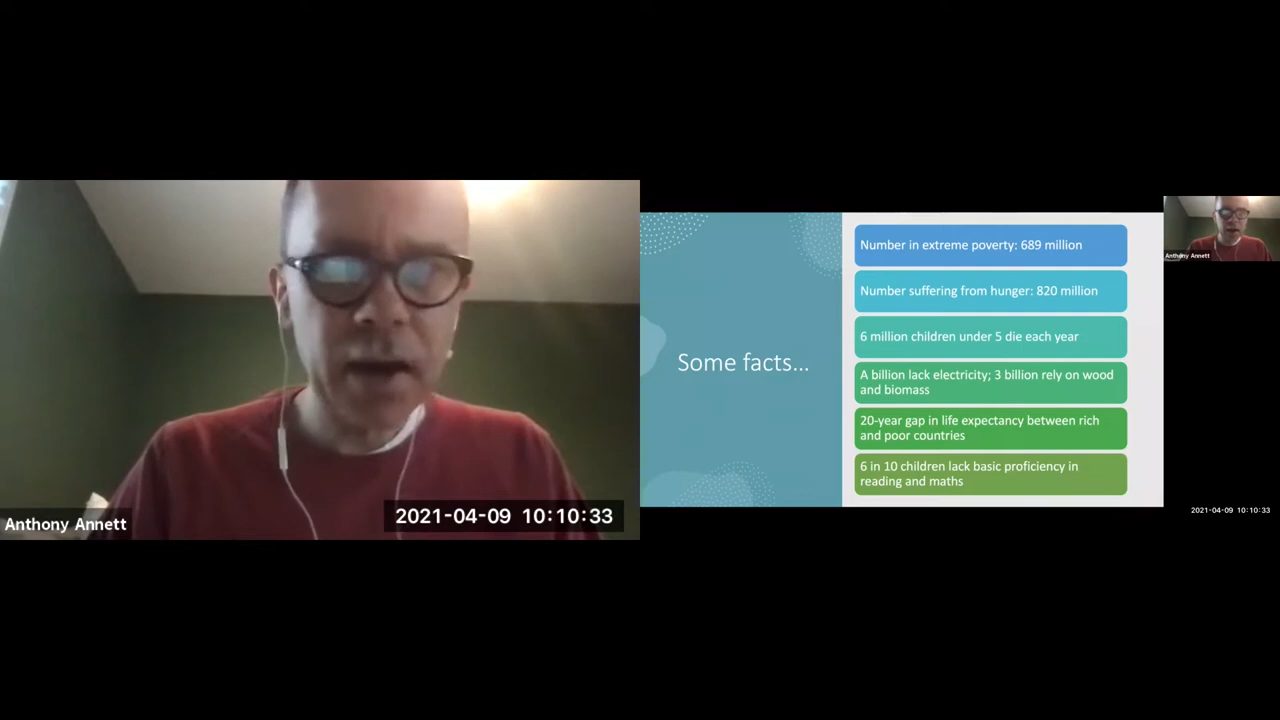 Anthony Annett
2021-04-09 10:10:33
Some facts...
Number in extreme poverty: 689 million
Number suffering from hunger: 820 million
6 million children under 5 die each year
A billion lack electricity; 3 billion rely on wood
and biomass
20-year gap in life expectancy between rich
and poor countries
6 in 10 children lack basic proficiency in
reading and maths
Anthony Annett
2021-04-09 10:10:33